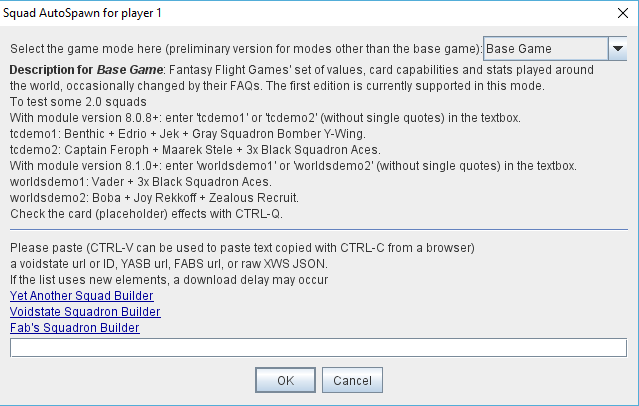 Squad AutoSpawn for player 1
Select the game mode here (preliminary version for modes other than the base game): Base Game
Description for Base Game: Fantasy Flight Games' set of values, card capabilities and stats played around
the world, occasionally changed by their FAQs. The first edition is currently supported in this mode.
To test some 2.0 squads
With module version 8.0.8+: enter 'tcdemo1' or 'tcdemo2' (without single quotes) in the textbox.
tcdemo1: Benthic + Edrio + Jek + Gray Squadron Bomber Y-Wing.
tcdemo2: Captain Feroph + Maarek Stele + 3x Black Squadron Aces.
With module version 8.1.0+: enter 'worldsdemo1' or 'worldsdemo2' (without single quotes) in the textbox.
worldsdemo1: Vader + 3x Black Squadron Aces.
worldsdemo2: Boba + Joy Rekkoff + Zealous Recruit.
Check the card (placeholder) effects with CTRL-Q.
Please paste (CTRL-V can be used to paste text copied with CTRL-C from a browser)
a voidstate url or ID, YASB url, FABS url, or raw XWS JSON.
If the list uses new elements, a download delay may occur
Yet Another Squad Builder
Voidstate Squadron Builder
Fab's Squadron Builder
OK Cancel